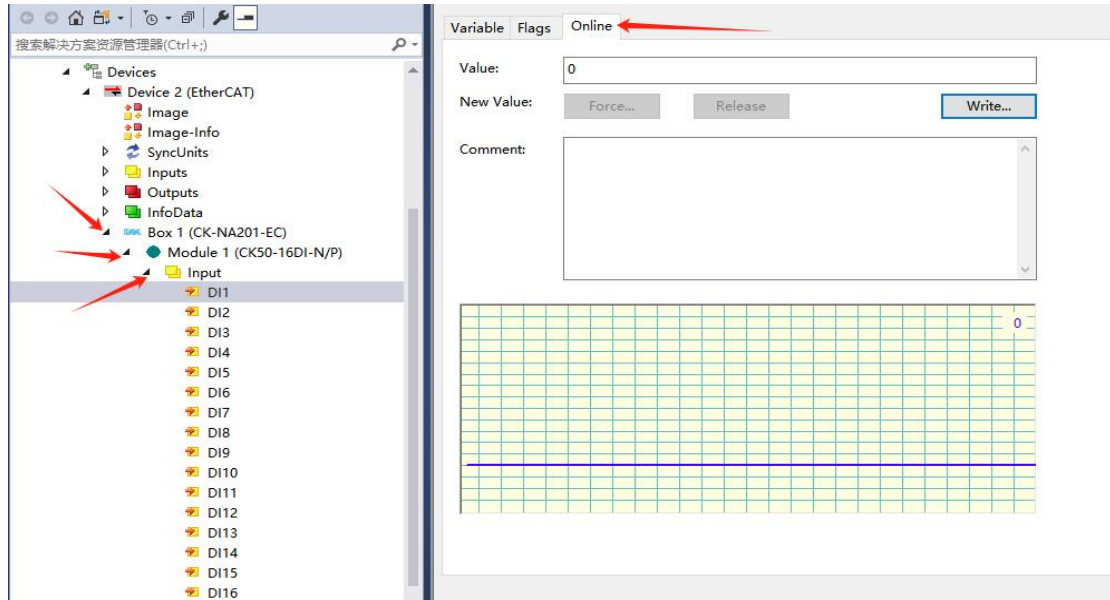 搜索解决方案资源管理器(Ctrl+;)
Devices
Device 2 (EtherCAT)
Image
Image-Info
SyncUnits
Inputs
Outputs
InfoData
Box 1 (CK-NA201-EC)
Module 1 (CK50-16DI-N/P)
Input
DI1
DI2
DI3
DI4
DI5
DI6
DI7
DI8
DI9
DI10
DI11
DI12
DI13
DI14
DI15
DI16
Variable Flags Online
Value: 0
New Value: Force... Release Write...
Comment:
0